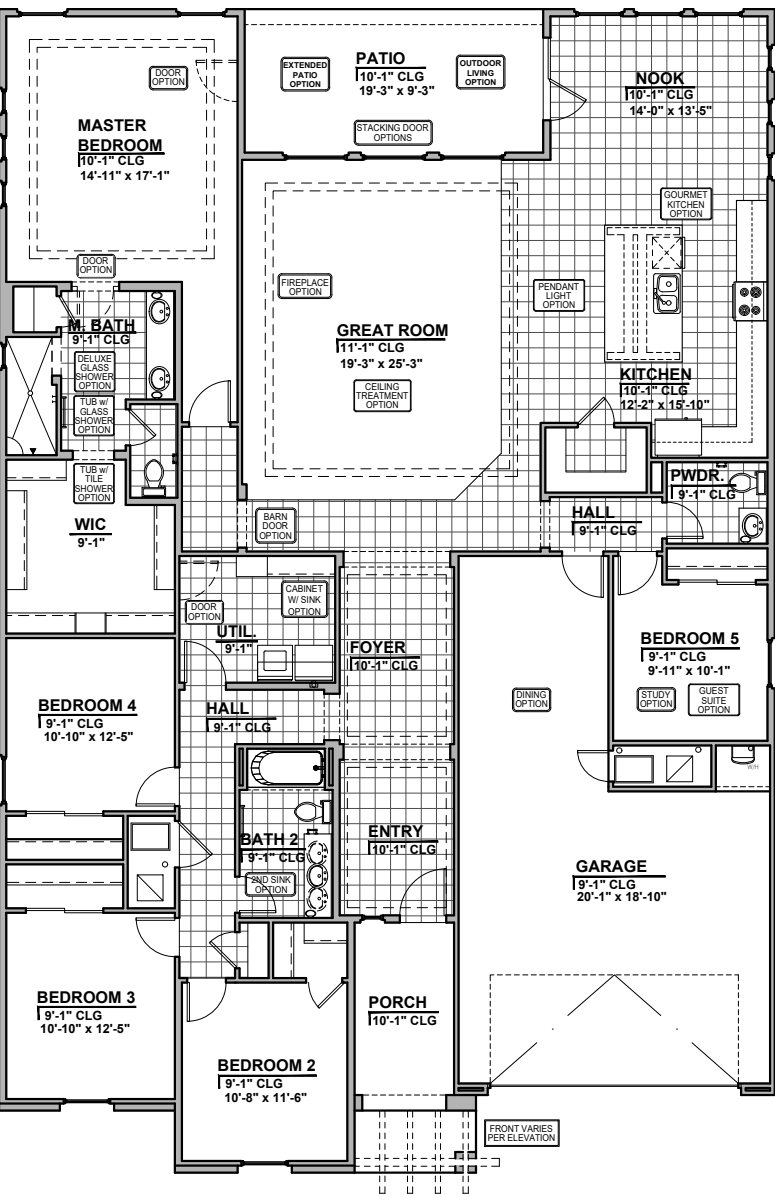 PATIO
10'-1" CLG
19'-3" x 9'-3"
EXTENDED
PATIO
OPTION
OUTDOOR
LIVING
OPTION
STACKING DOOR
OPTIONS
DOOR
OPTION
MASTER
BEDROOM
10'-1" CLG
14'-11" x 17'-1"
NOOK
10'-1" CLG
14'-0" x 13'-5"
GOURMET
KITCHEN
OPTION
DOOR
OPTION
FIREPLACE
OPTION
PENDANT
LIGHT
OPTION
M. BATH
9'-1" CLG
GREAT ROOM
11'-1" CLG
19'-3" x 25'-3"
CEILING
TREATMENT
OPTION
DELUXE
GLASS
SHOWER
OPTION
KITCHEN
10'-1" CLG
12'-2" x 15'-10"
TUB w/
GLASS
SHOWER
OPTION
TUB w/
TILE
SHOWER
OPTION
PWDR.
9'-1" CLG
WIC
9'-1"
BARN
DOOR
OPTION
HALL
9'-1" CLG
DOOR
OPTION
CABINET
W/ SINK
OPTION
UTIL.
9'-1"
FOYER
10'-1" CLG
BEDROOM 5
9'-1" CLG
9'-11" x 10'-1"
STUDY
OPTION
GUEST
SUITE
OPTION
DINING
OPTION
BEDROOM 4
9'-1" CLG
10'-10" x 12'-5"
HALL
9'-1" CLG
W/H
BATH 2
9'-1" CLG
2ND SINK
OPTION
ENTRY
10'-1" CLG
GARAGE
9'-1" CLG
20'-1" x 18'-10"
BEDROOM 3
9'-1" CLG
10'-10" x 12'-5"
PORCH
10'-1" CLG
BEDROOM 2
9'-1" CLG
10'-8" x 11'-6"
FRONT VARIES
PER ELEVATION